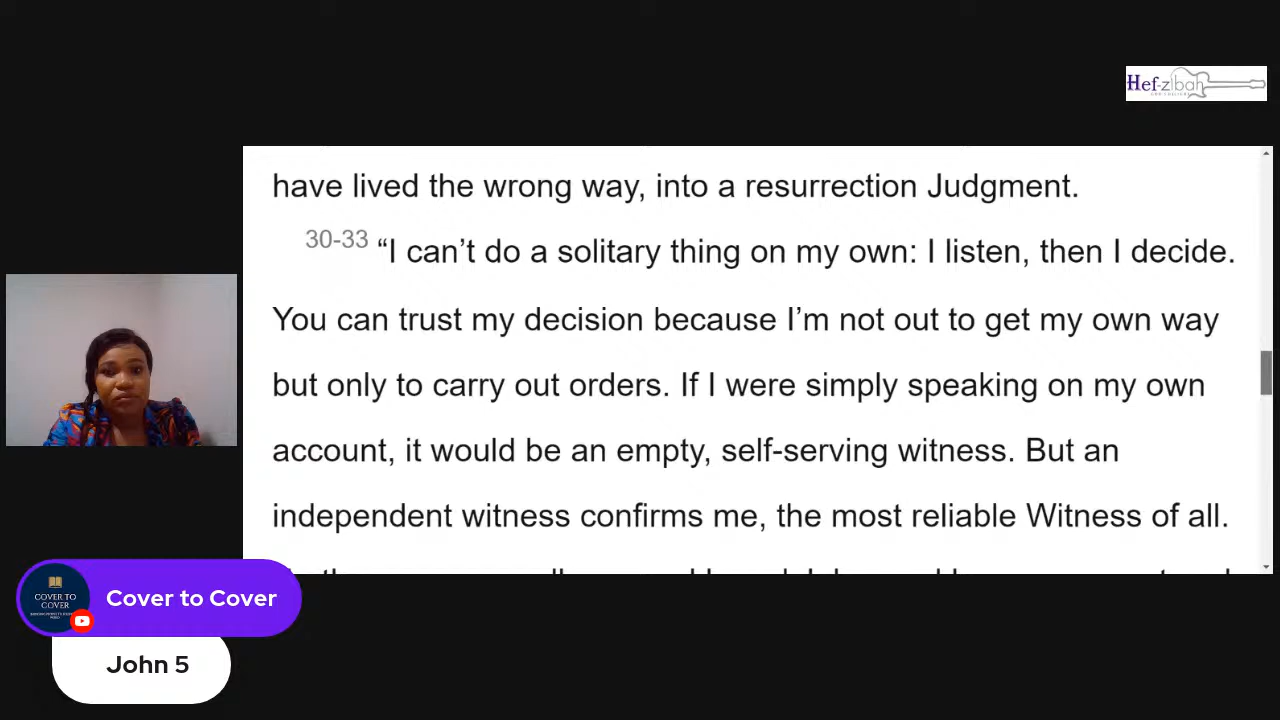 Hef-zibah
have lived the wrong way, into a resurrection Judgment.
30-33 “I can’t do a solitary thing on my own: I listen, then I decide.
You can trust my decision because I’m not out to get my own way
but only to carry out orders. If I were simply speaking on my own
account, it would be an empty, self-serving witness. But an
independent witness confirms me, the most reliable Witness of all.
COVER TO
COVER
Cover to Cover
John 5